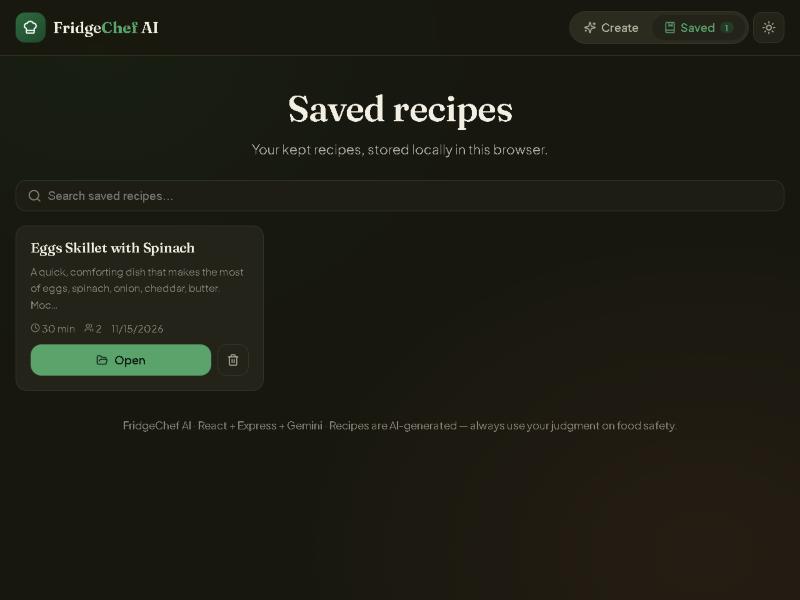 FridgeChef AI
Create
Saved 1
Saved recipes
Your kept recipes, stored locally in this browser.
Search saved recipes...
Eggs Skillet with Spinach
A quick, comforting dish that makes the most
of eggs, spinach, onion, cheddar, butter.
Moc...
30 min 2 11/15/2026
Open
FridgeChef AI · React + Express + Gemini · Recipes are AI-generated — always use your judgment on food safety.